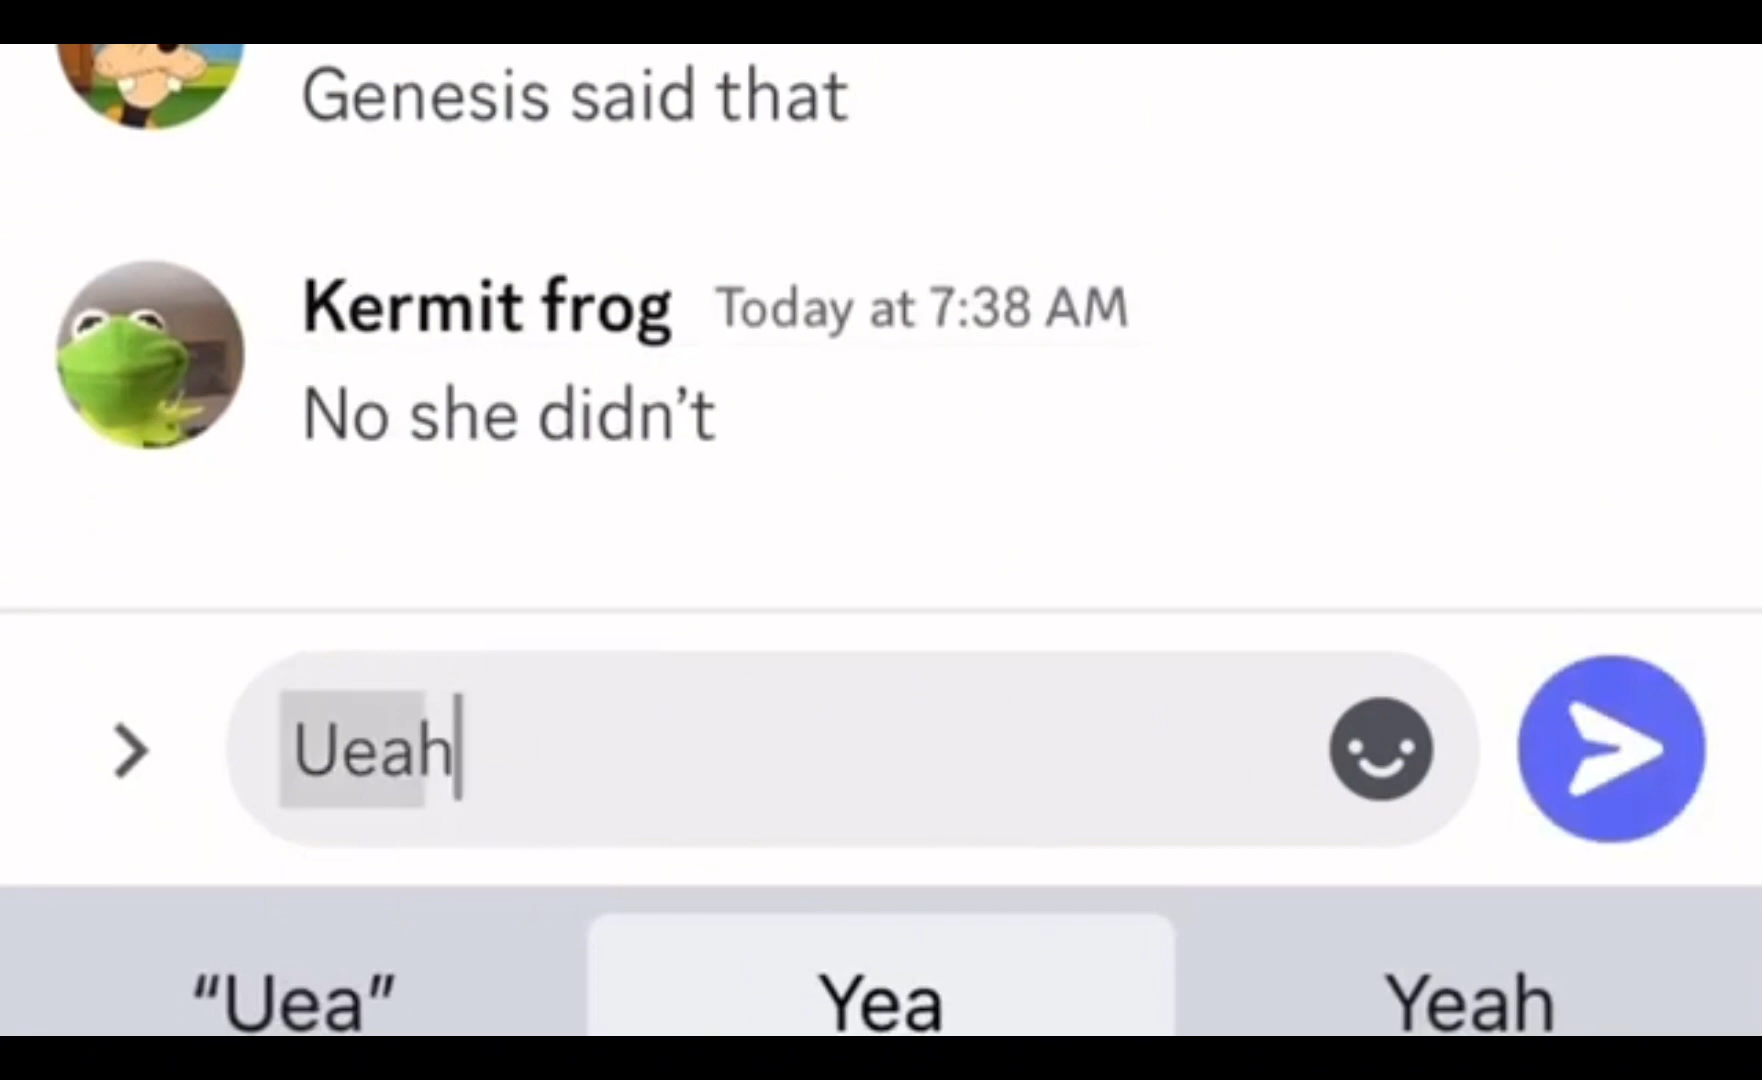 Genesis said that
Kermit frog Today at 7:38 AM
No she didn’t
Ueah
“Uea” Yea Yeah